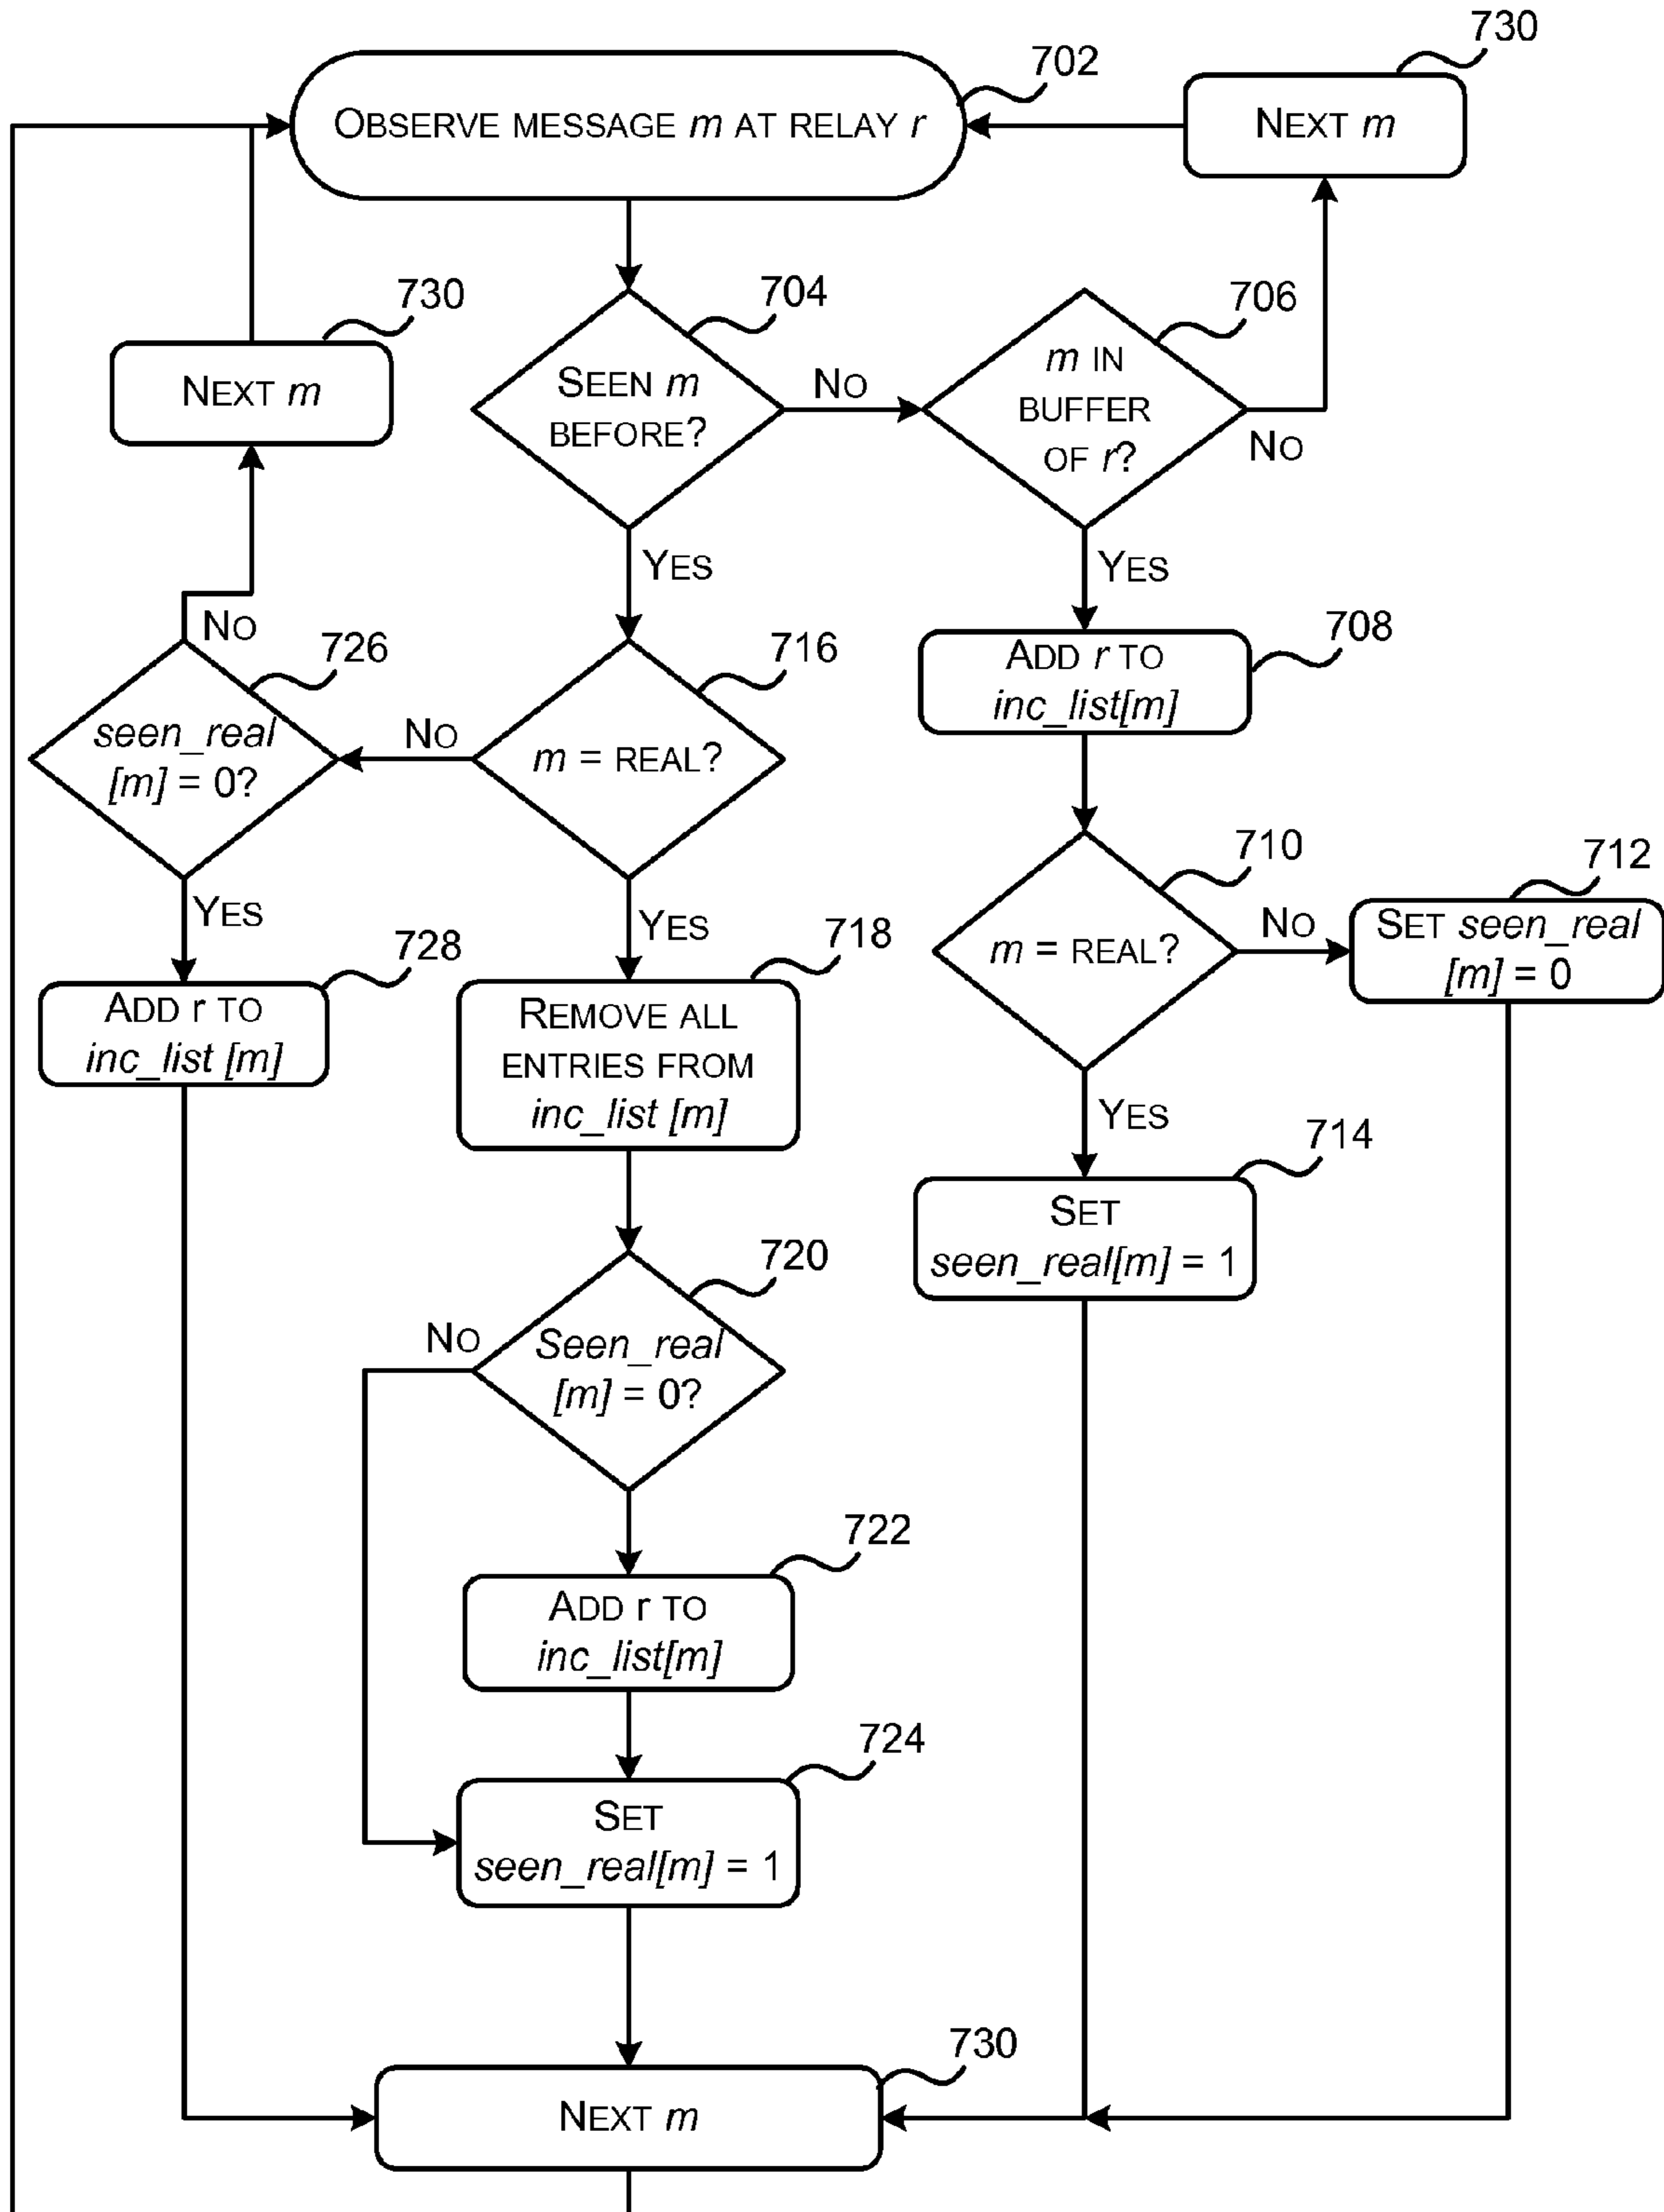 730
702
OBSERVE MESSAGE m AT RELAY r
NEXT m
730
704
706
NEXT m
SEEN m
BEFORE?
NO
m IN
BUFFER
OF r?
NO
YES
YES
NO
726
716
708
ADD r TO
inc_list[m]
seen_real
[m] = 0?
NO
m = REAL?
710
712
YES
728
YES
718
m = REAL?
NO
SET seen_real
[m] = 0
ADD r TO
inc_list [m]
REMOVE ALL
ENTRIES FROM
inc_list [m]
YES
714
SET
seen_real[m] = 1
720
NO
Seen_real
[m] = 0?
722
ADD r TO
inc_list[m]
724
SET
seen_real[m] = 1
730
NEXT m